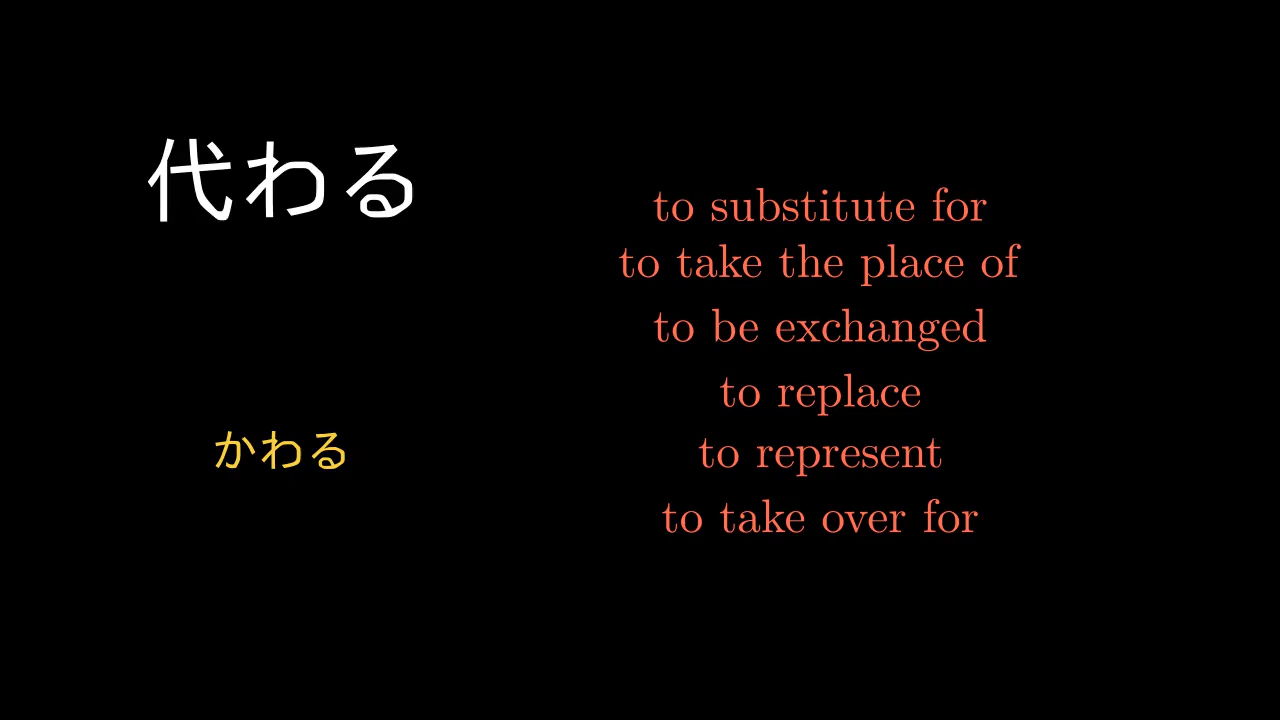 代わる
かわる
to substitute for
to take the place of
to be exchanged
to replace
to represent
to take over for